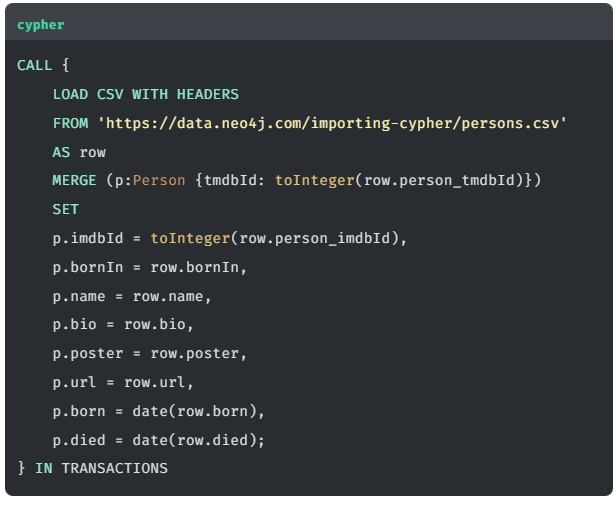 cypher
CALL {
    LOAD CSV WITH HEADERS
    FROM 'https://data.neo4j.com/importing-cypher/persons.csv'
    AS row
    MERGE (p:Person {tmdbId: toInteger(row.person_tmdbId)})
    SET
    p.imdbId = toInteger(row.person_imdbId),
    p.bornIn = row.bornIn,
    p.name = row.name,
    p.bio = row.bio,
    p.poster = row.poster,
    p.url = row.url,
    p.born = date(row.born),
    p.died = date(row.died);
} IN TRANSACTIONS